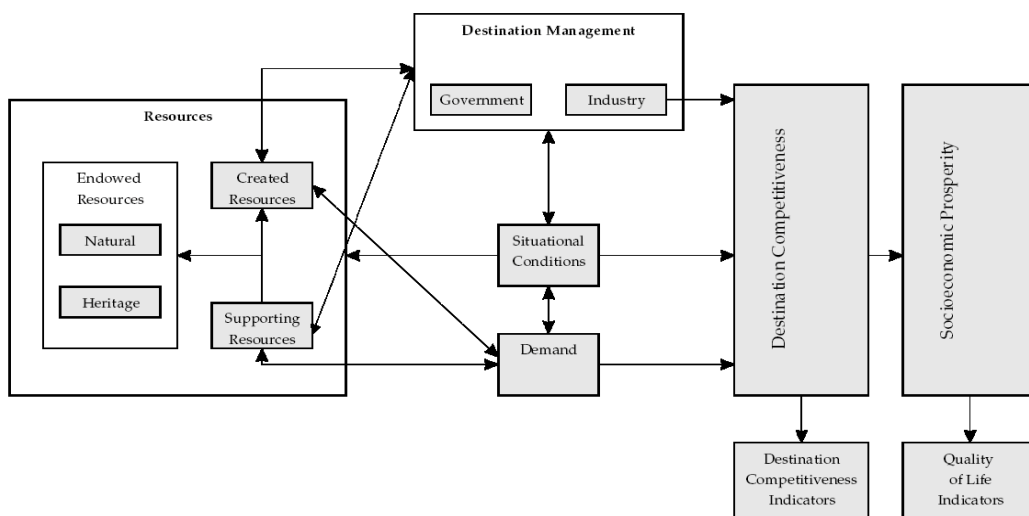 Destination Management
Government
Industry
Resources
Endowed
Resources
Natural
Heritage
Created
Resources
Supporting
Resources
Situational
Conditions
Demand
Destination Competitiveness
Socioeconomic Prosperity
Destination
Competitiveness
Indicators
Quality
of Life
Indicators